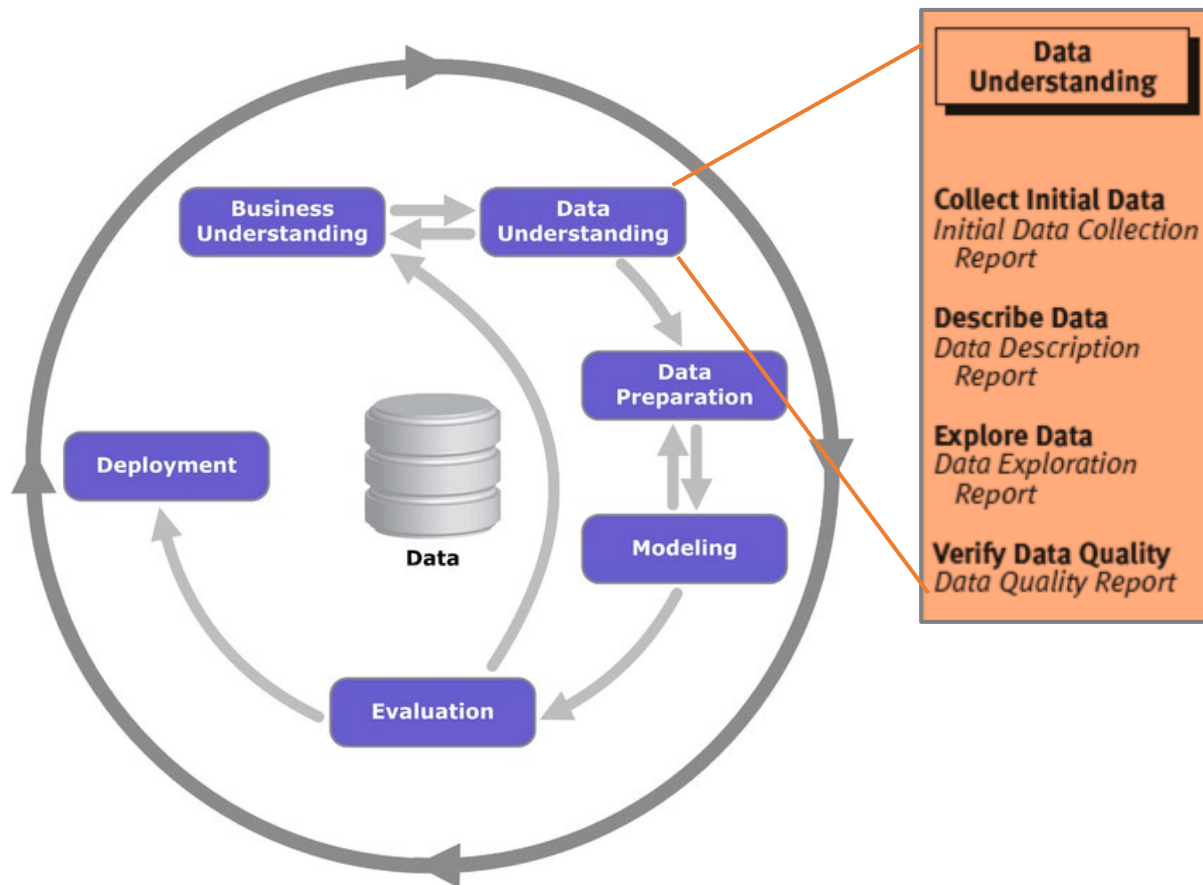 Business
Understanding
Data
Understanding
Data
Preparation
Modeling
Evaluation
Deployment
Data
Data
Understanding
Collect Initial Data
Initial Data Collection
Report
Describe Data
Data Description
Report
Explore Data
Data Exploration
Report
Verify Data Quality
Data Quality Report